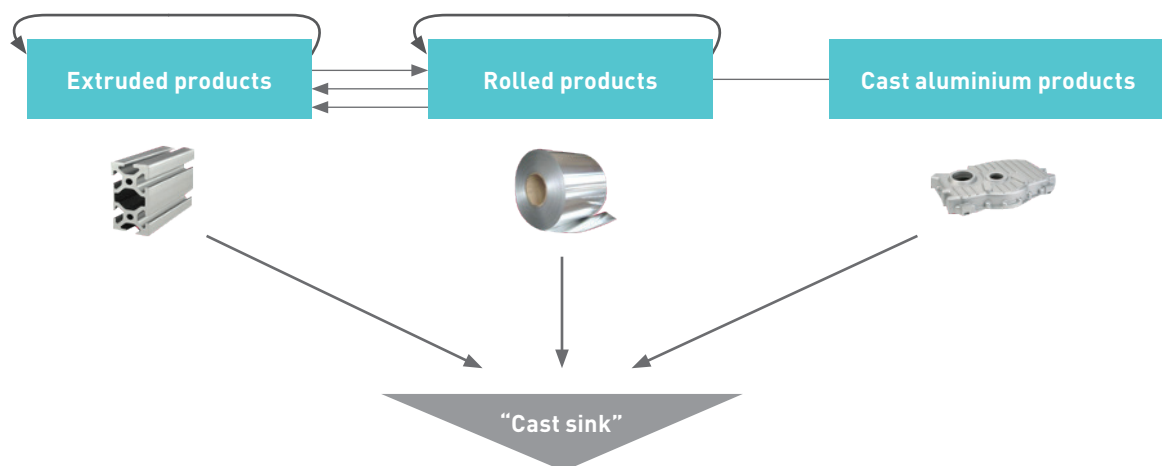 Extruded products
Rolled products
Cast aluminium products
“Cast sink”